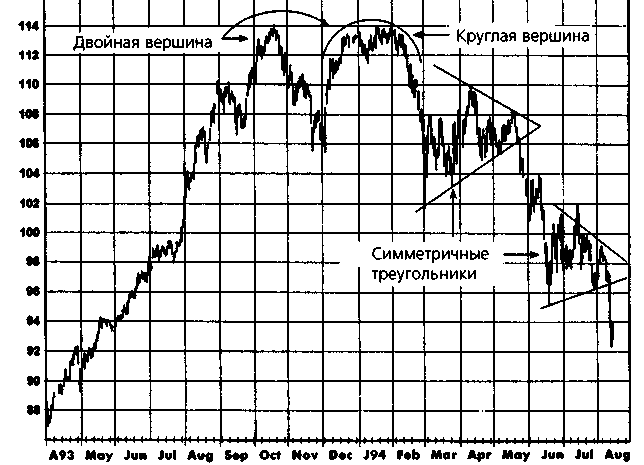 114
112
110
108
106
104
102
100
98
96
94
92
90
88
Двойная вершина
Круглая вершина
Симметричные
треугольники
A93 May Jun Jul Aug Sep Oct Nov Dec J94 Feb Mar Apr May Jun Jul Aug